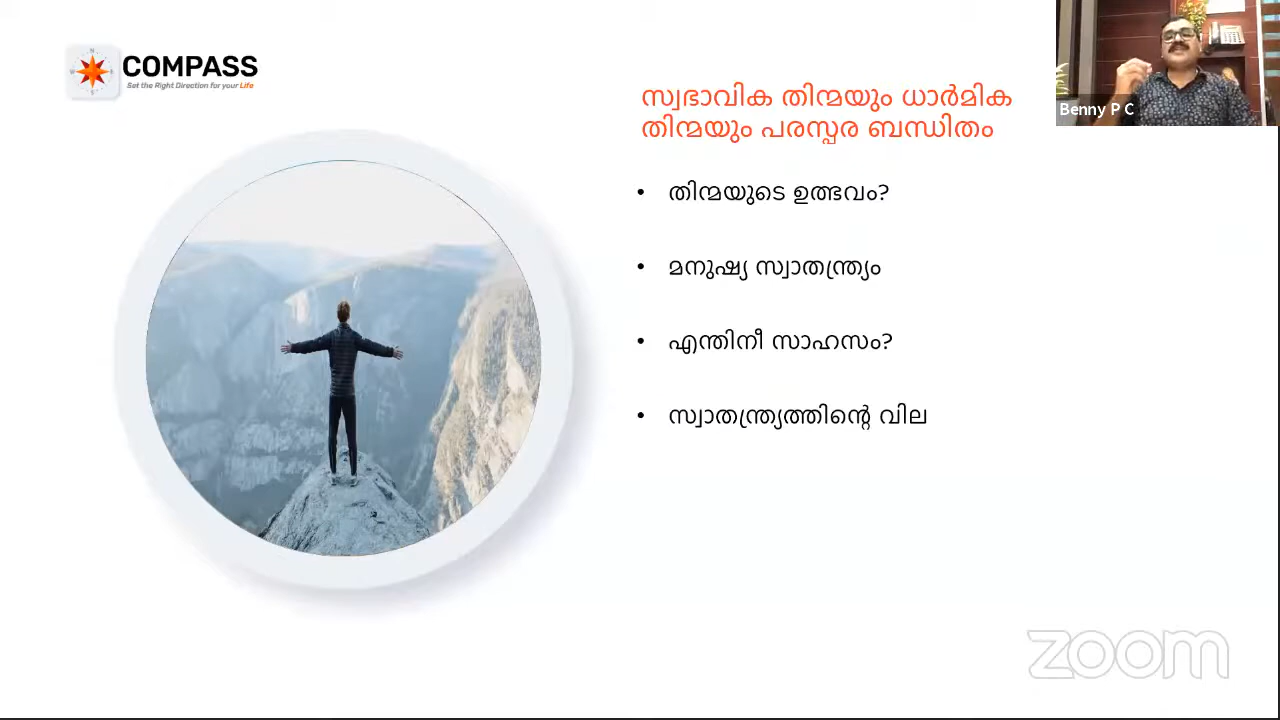 COMPASS
Set the Right Direction for your Life
സ്വഭാവിക തിന്മയും ധാർമിക
തിന്മയും പരസ്പര ബന്ധിതം
Benny P C
• തിന്മയുടെ ഉത്ഭവം?
• മനുഷ്യ സ്വാതന്ത്ര്യം
• എന്തിനീ സാഹസം?
• സ്വാതന്ത്ര്യത്തിന്റെ വില
zoom